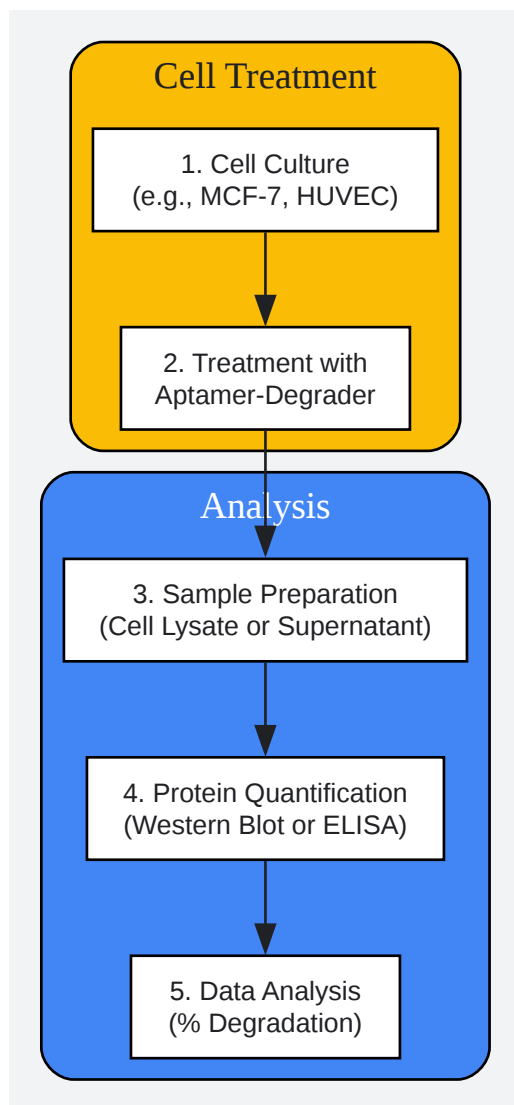 Cell Treatment
1. Cell Culture
(e.g., MCF-7, HUVEC)
2. Treatment with
Aptamer-Degrader
Analysis
3. Sample Preparation
(Cell Lysate or Supernatant)
4. Protein Quantification
(Western Blot or ELISA)
5. Data Analysis
(% Degradation)